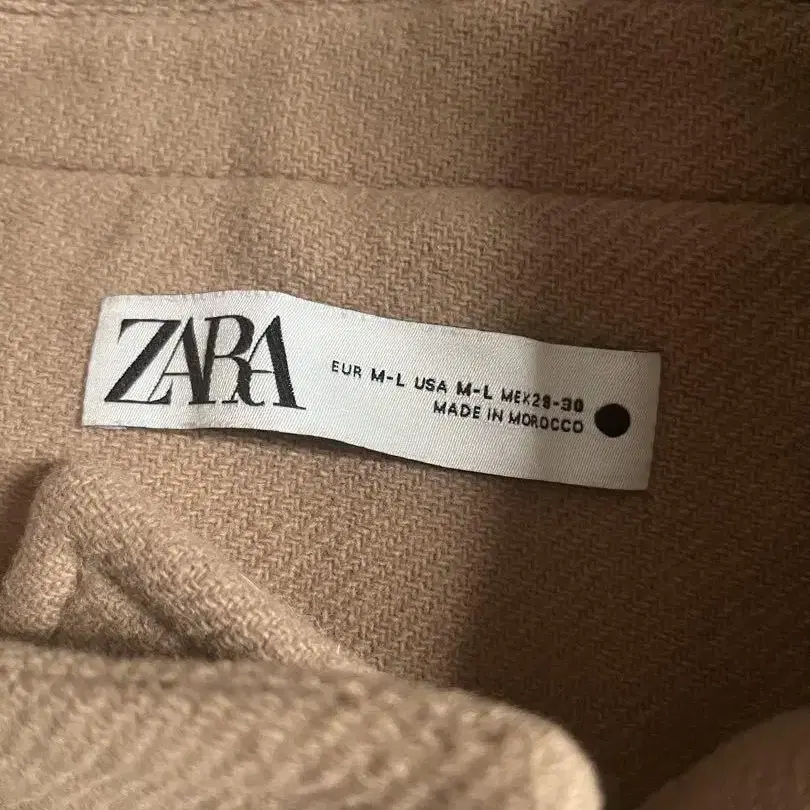 ZARA
EUR M-L USA M-L MEX28-30
MADE IN MOROCCO